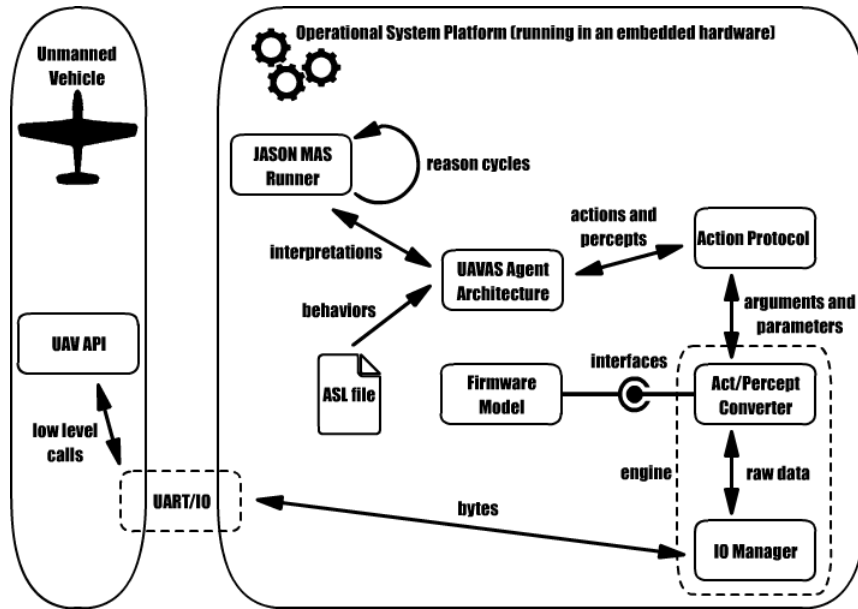 Operational System Platform (running in an embedded hardware)
Unmanned
Vehicle
JASON MAS
Runner
reason cycles
actions and
percepts
Action Protocol
interpretations
UAVAS Agent
Architecture
behaviors
arguments and
parameters
UAV API
ASL file
Firmware
Model
interfaces
Act/Percept
Converter
low level
calls
engine
raw data
UART/IO
bytes
IO Manager